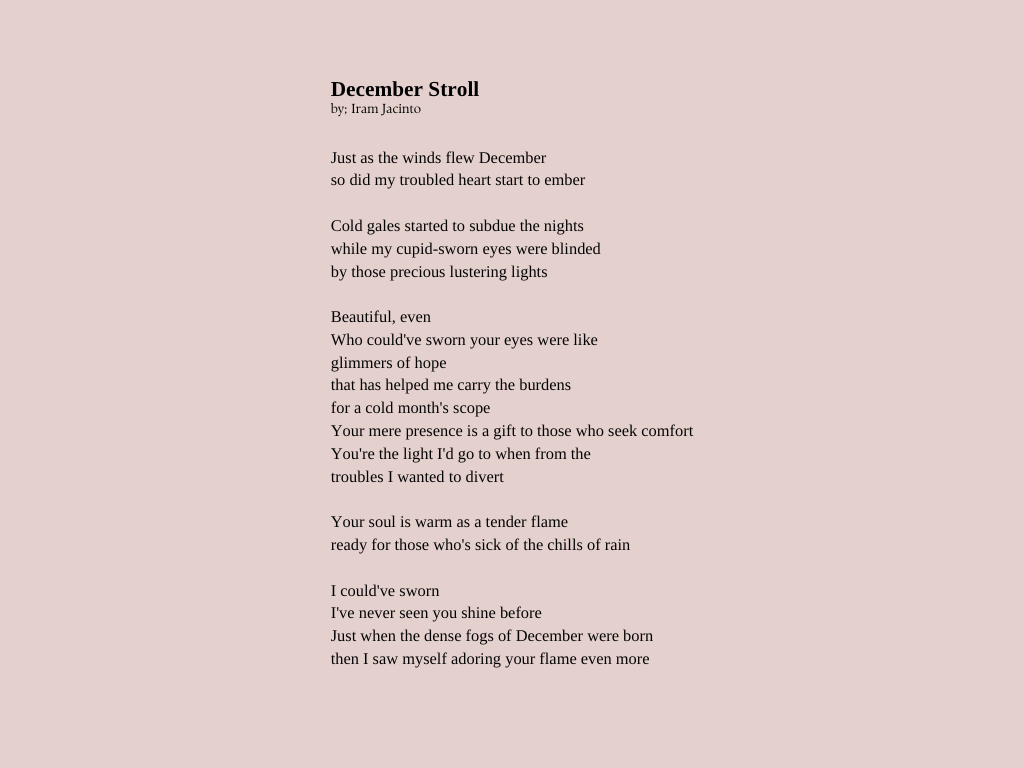 December Stroll
by; Iram Jacinto
Just as the winds flew December
so did my troubled heart start to ember
Cold gales started to subdue the nights
while my cupid-sworn eyes were blinded
by those precious lustering lights
Beautiful, even
Who could've sworn your eyes were like
glimmers of hope
that has helped me carry the burdens
for a cold month's scope
Your mere presence is a gift to those who seek comfort
You're the light I'd go to when from the
troubles I wanted to divert
Your soul is warm as a tender flame
ready for those who's sick of the chills of rain
I could've sworn
I've never seen you shine before
Just when the dense fogs of December were born
then I saw myself adoring your flame even more